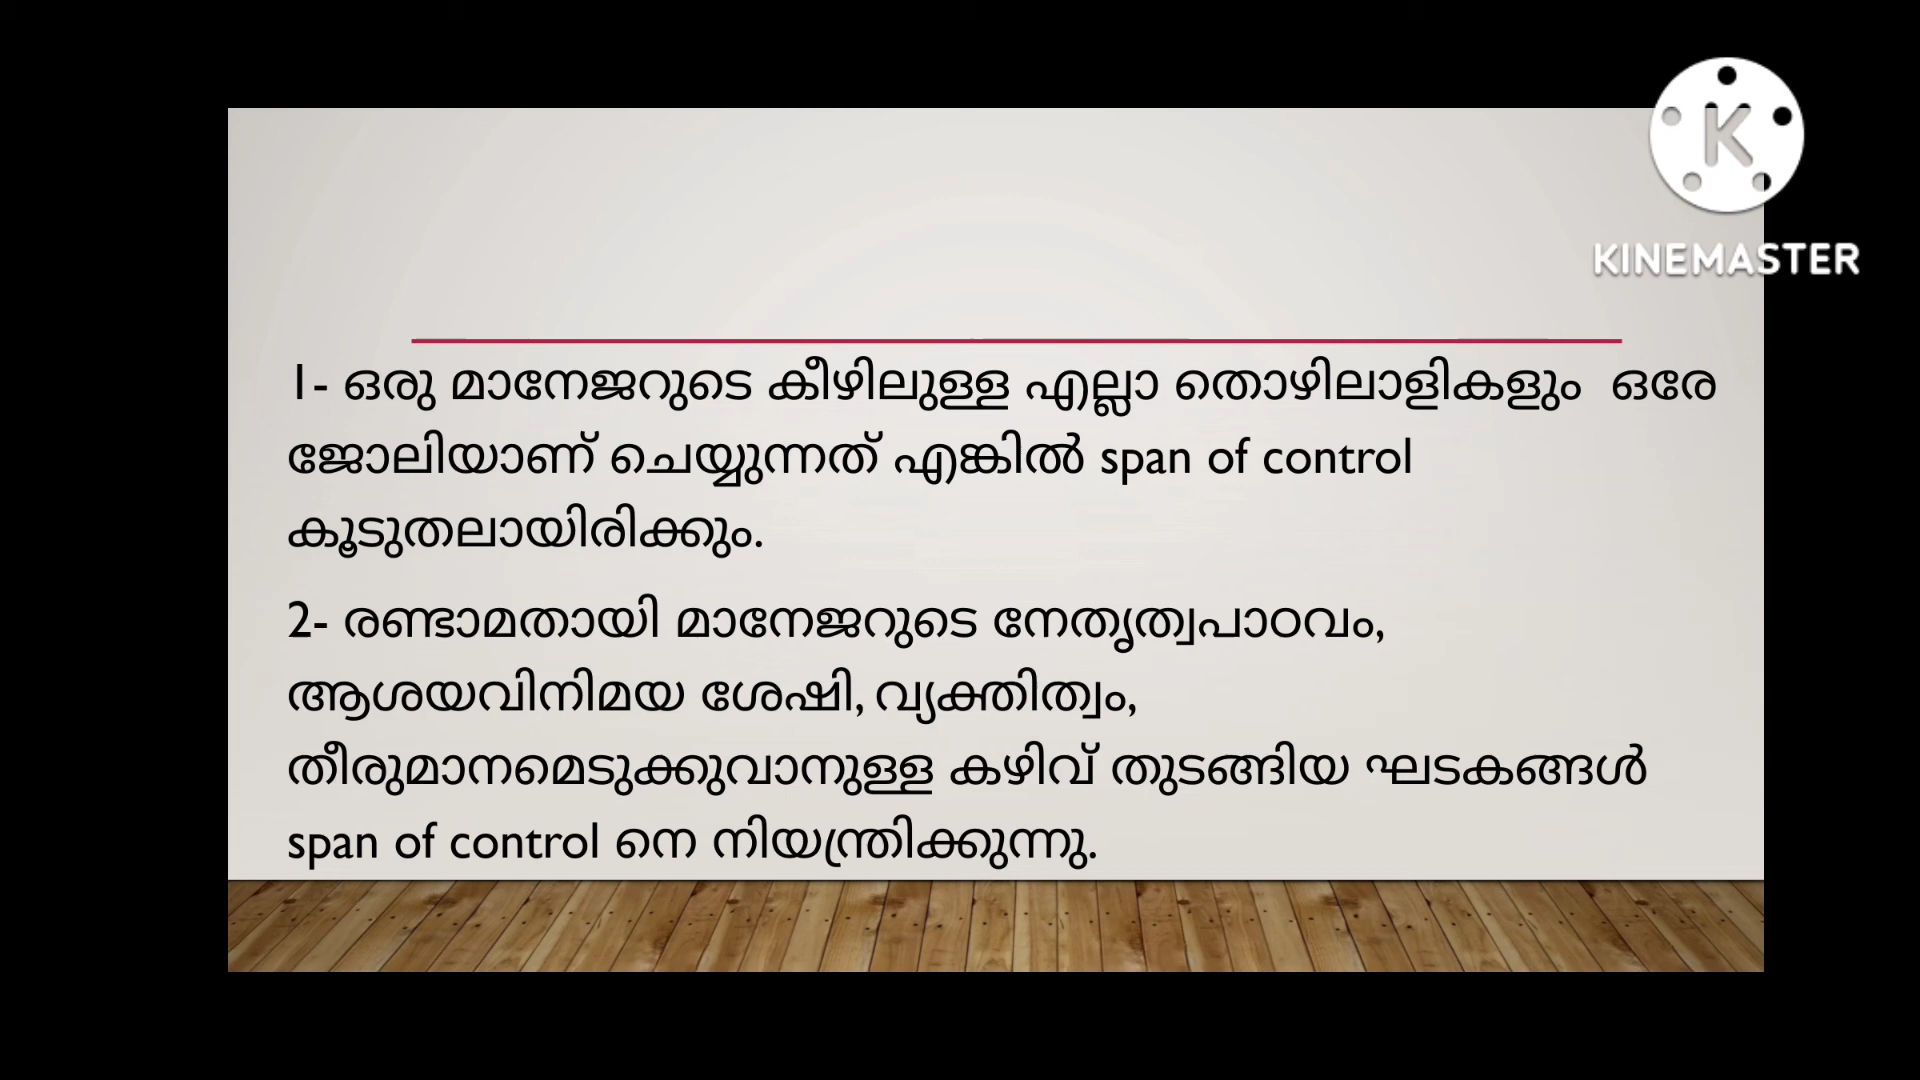 K
KINEMASTER
1- ഒരു മാനേജറുടെ കീഴിലുള്ള എല്ലാ തൊഴിലാളികളും ഒരേ
ജോലിയാണ് ചെയ്യുന്നത് എങ്കിൽ span of control
കൂടുതലായിരിക്കും.
2- രണ്ടാമതായി മാനേജറുടെ നേതൃത്വപാഠവം,
ആശയവിനിമയ ശേഷി, വ്യക്തിത്വം,
തീരുമാനമെടുക്കുവാനുള്ള കഴിവ് തുടങ്ങിയ ഘടകങ്ങൾ
span of control നെ നിയന്ത്രിക്കുന്നു.